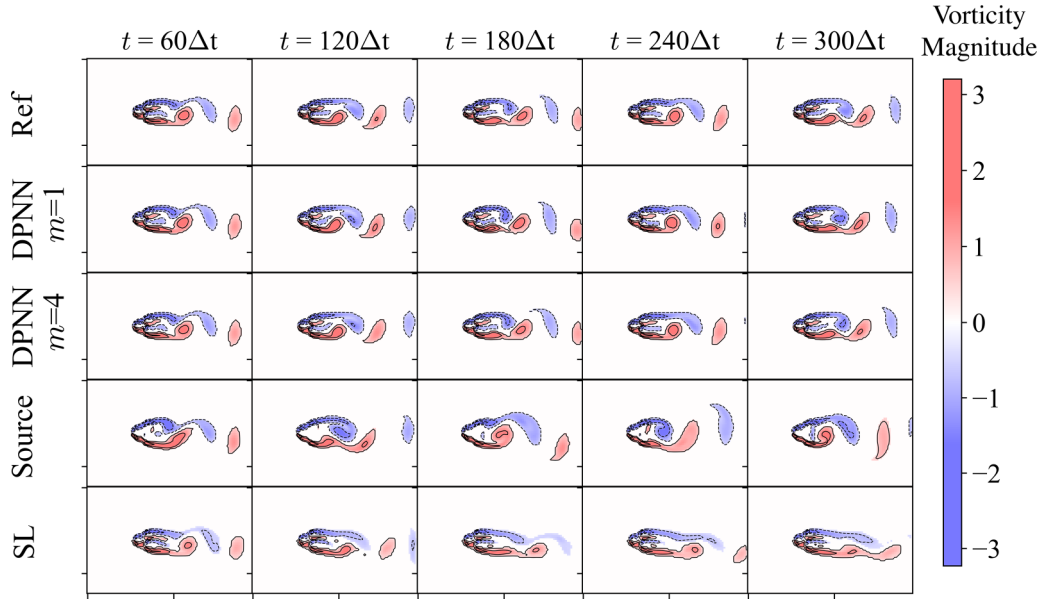 Vorticity
Magnitude
t = 60Δt
t = 120Δt
t = 180Δt
t = 240Δt
t = 300Δt
Ref
DPNN
m=1
DPNN
m=4
Source
SL
3
2
1
0
−1
−2
−3